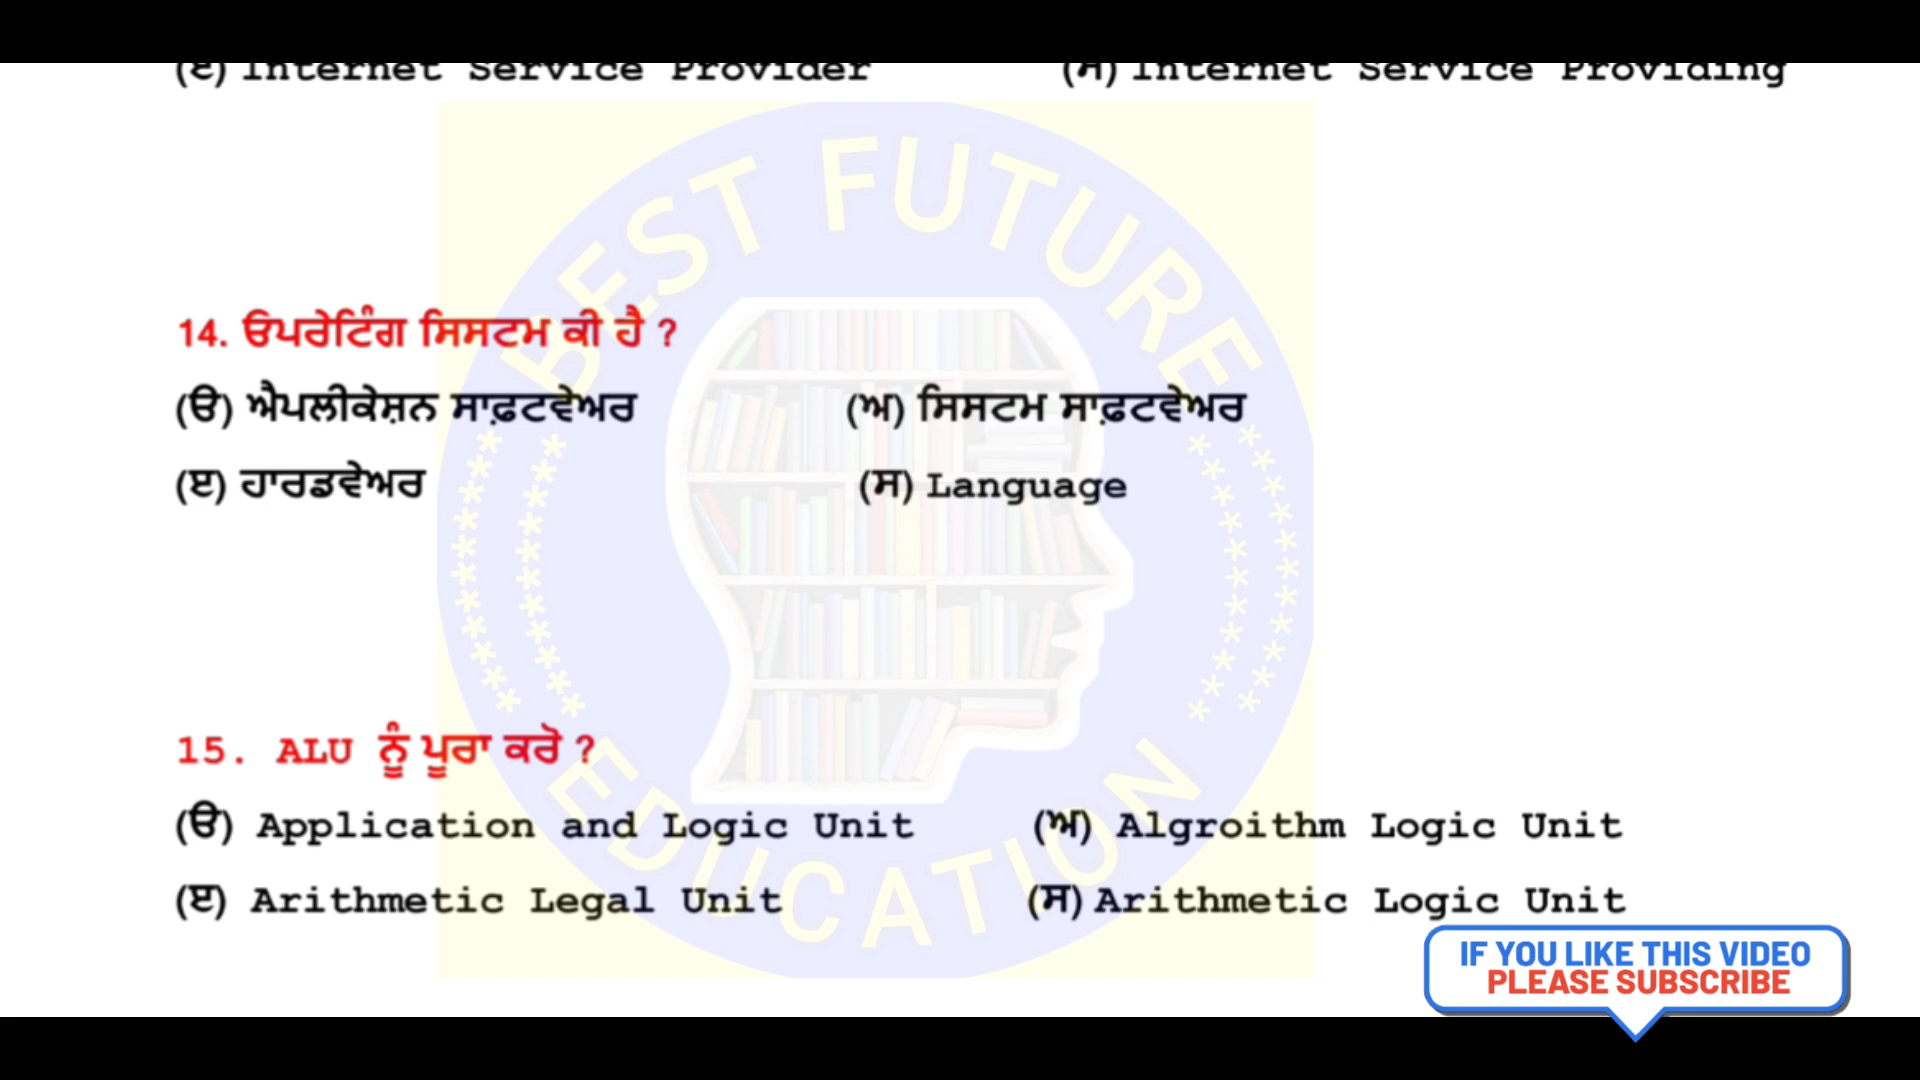 (ੲ) Internet Service Provider (ਸ) Internet Service Providing
BEST FUTURE
14. ਓਪਰੇਟਿੰਗ ਸਿਸਟਮ ਕੀ ਹੈ ?
(ੳ) ਐਪਲੀਕੇਸ਼ਨ ਸਾਫ਼ਟਵੇਅਰ (ਅ) ਸਿਸਟਮ ਸਾਫ਼ਟਵੇਅਰ
(ੲ) ਹਾਰਡਵੇਅਰ (ਸ) Language
15. ALU ਨੂੰ ਪੂਰਾ ਕਰੋ ?
(ੳ) Application and Logic Unit (ਅ) Algroithm Logic Unit
(ੲ) Arithmetic Legal Unit (ਸ) Arithmetic Logic Unit
EDUCATION
IF YOU LIKE THIS VIDEO
PLEASE SUBSCRIBE